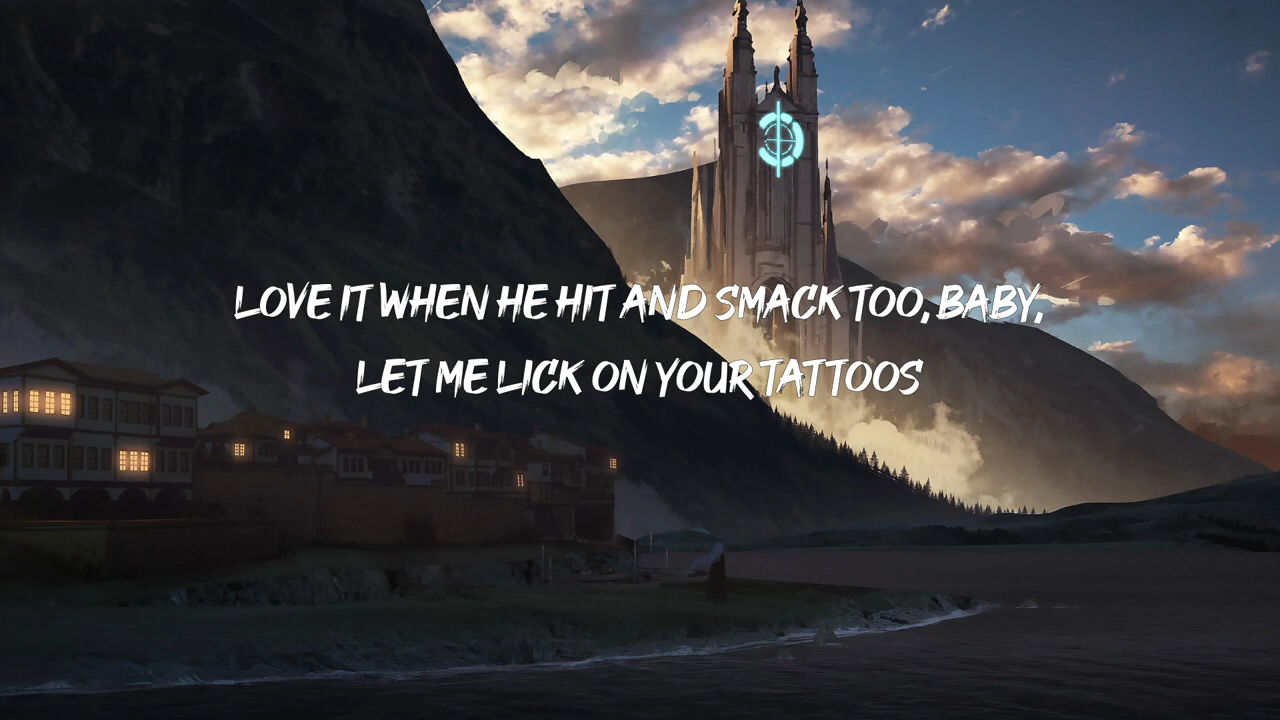 LOVE IT WHEN HE HIT AND SMACK TOO, BABY,
LET ME LICK ON YOUR TATTOOS